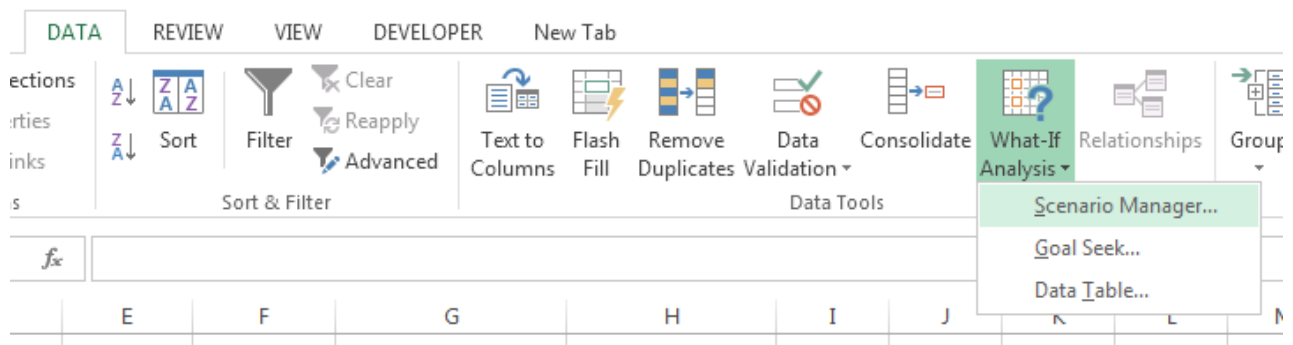 DATA REVIEW VIEW DEVELOPER New Tab
ections
erties
inks
s
A
Z
Z
A
Z A
A Z
Sort
Filter
Clear
Reapply
Advanced
Sort & Filter
Text to
Columns
Flash
Fill
Remove
Duplicates
Data
Validation
Consolidate
What-If
Analysis
Relationships
Group
Data Tools
Scenario Manager...
Goal Seek...
Data Table...
fx
E F G H I J K L M